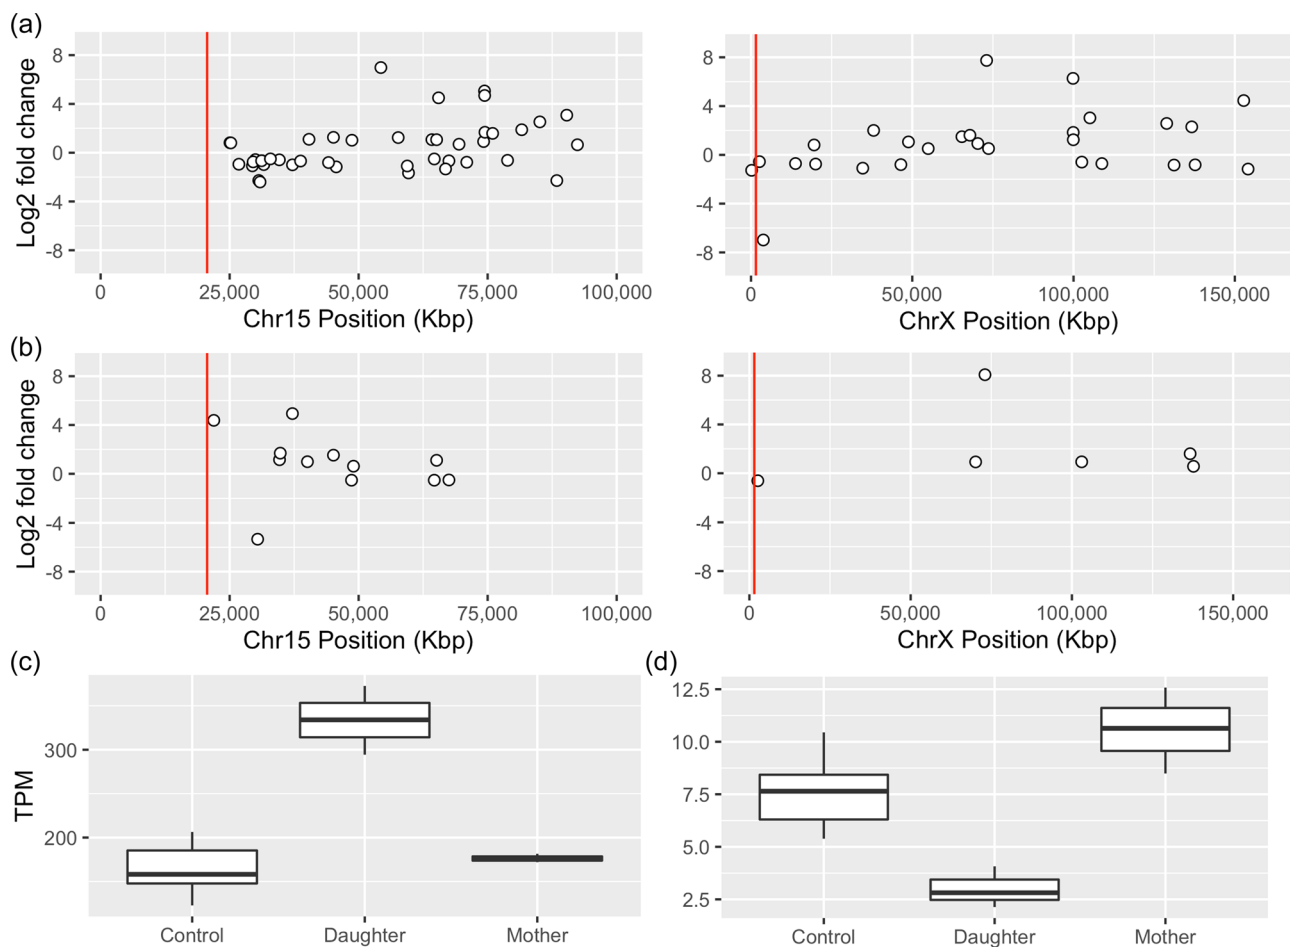 (a)
Log2 fold change
8
4
0
-4
-8
0
25,000
50,000
75,000
100,000
Chr15 Position (Kbp)
8
4
0
-4
-8
0
50,000
100,000
150,000
ChrX Position (Kbp)
(b)
Log2 fold change
8
4
0
-4
-8
0
25,000
50,000
75,000
100,000
Chr15 Position (Kbp)
8
4
0
-4
-8
0
50,000
100,000
150,000
ChrX Position (Kbp)
(c)
TPM
300
200
Control
Daughter
Mother
(d)
12.5
10.0
7.5
5.0
2.5
Control
Daughter
Mother